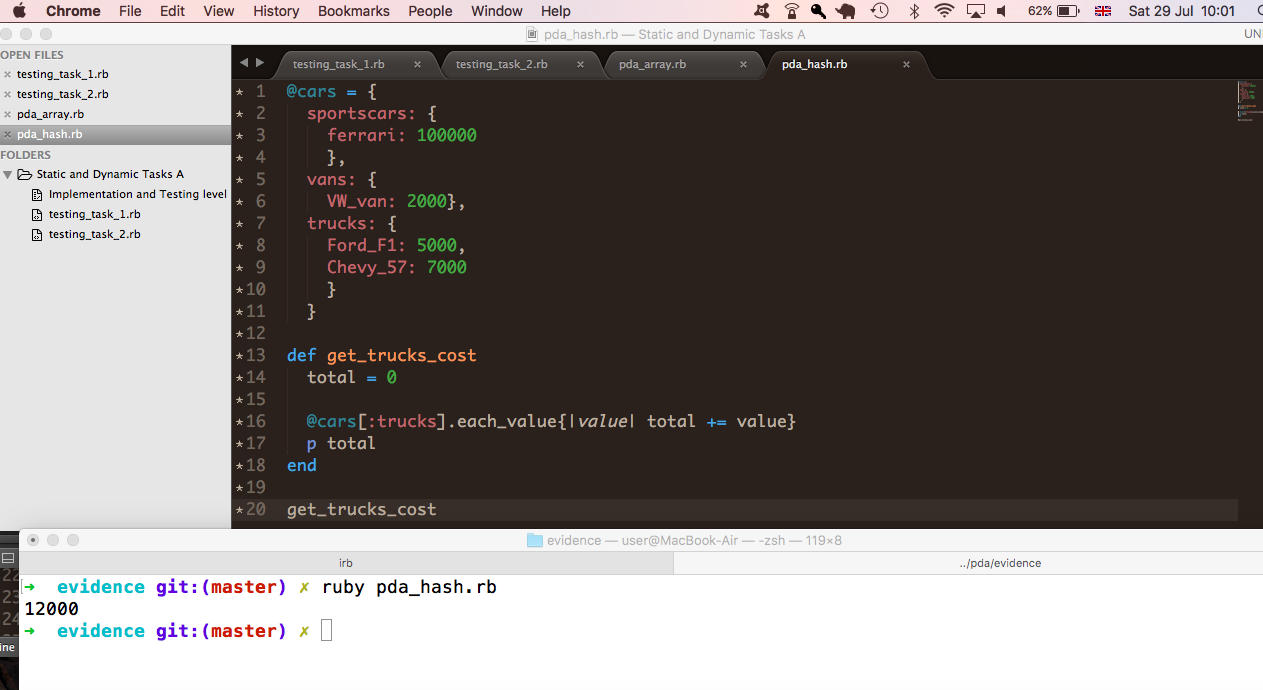 Chrome File Edit View History Bookmarks People Window Help 62% Sat 29 Jul 10:01
pda_hash.rb — Static and Dynamic Tasks A UN
OPEN FILES
testing_task_1.rb
testing_task_2.rb
pda_array.rb
pda_hash.rb
FOLDERS
Static and Dynamic Tasks A
Implementation and Testing level
testing_task_1.rb
testing_task_2.rb
testing_task_1.rb × testing_task_2.rb × pda_array.rb × pda_hash.rb ×
* 1 @cars = {
* 2 sportscars: {
* 3 ferrari: 100000
* 4 },
* 5 vans: {
* 6 VW_van: 2000},
* 7 trucks: {
* 8 Ford_F1: 5000,
* 9 Chevy_57: 7000
*10 }
*11 }
*12
*13 def get_trucks_cost
*14 total = 0
*15
*16 @cars[:trucks].each_value{|value| total += value}
*17 p total
*18 end
*19
*20 get_trucks_cost
evidence — user@MacBook-Air — -zsh — 119×8
irb ../pda/evidence
➜ evidence git:(master) ✗ ruby pda_hash.rb
12000
➜ evidence git:(master) ✗
22
23
24
ine